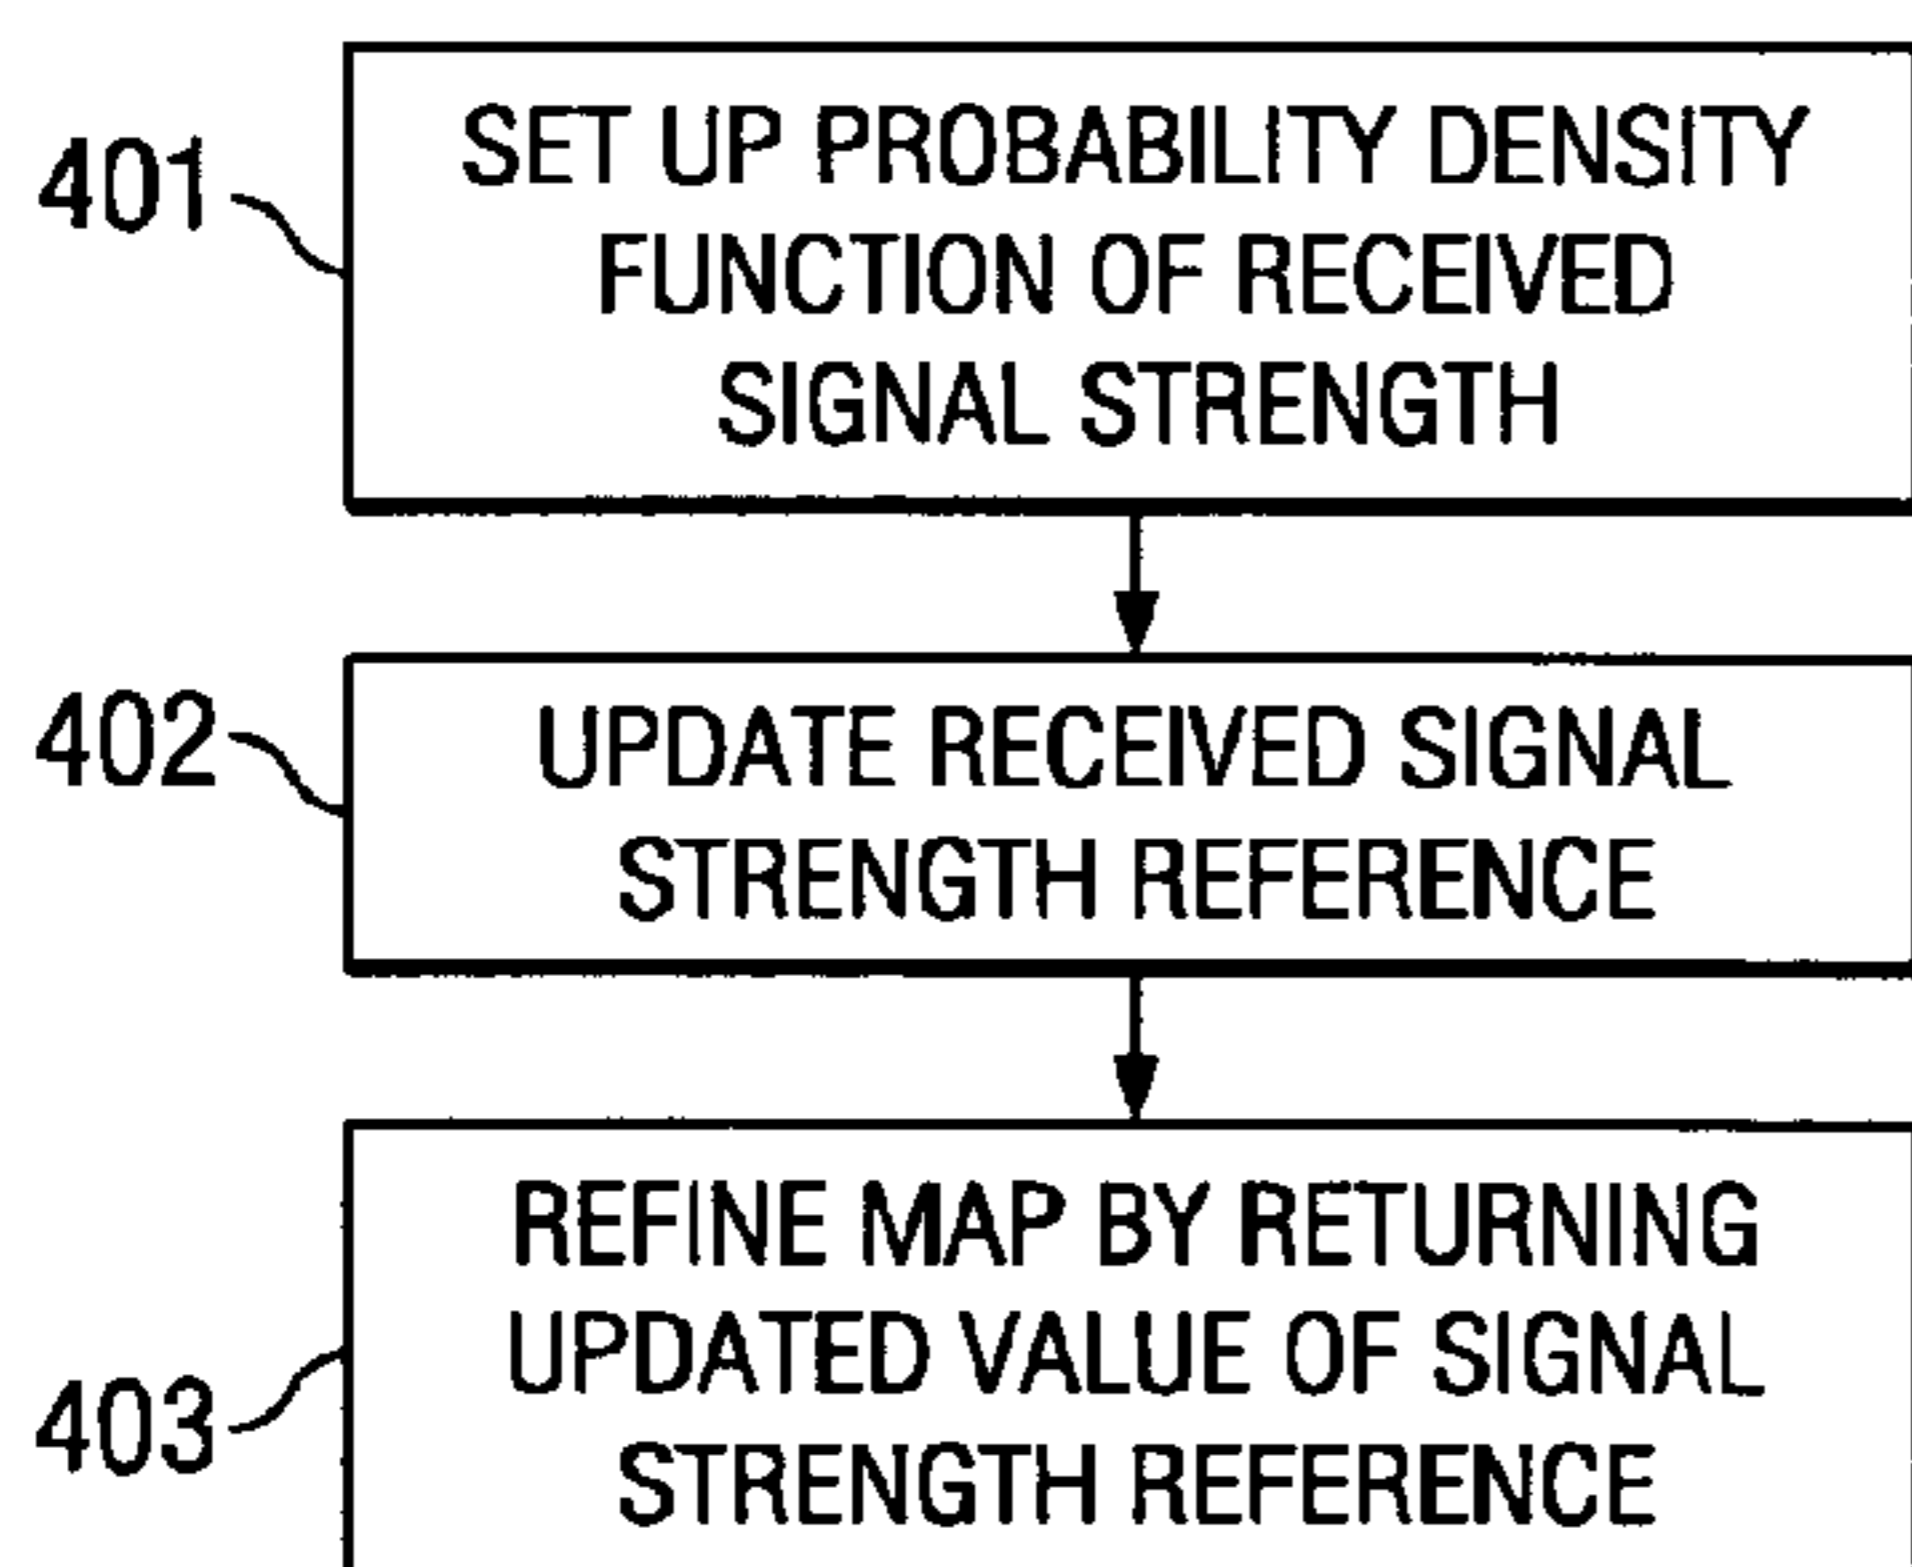 401
SET UP PROBABILITY DENSITY
FUNCTION OF RECEIVED
SIGNAL STRENGTH
402
UPDATE RECEIVED SIGNAL
STRENGTH REFERENCE
403
REFINE MAP BY RETURNING
UPDATED VALUE OF SIGNAL
STRENGTH REFERENCE